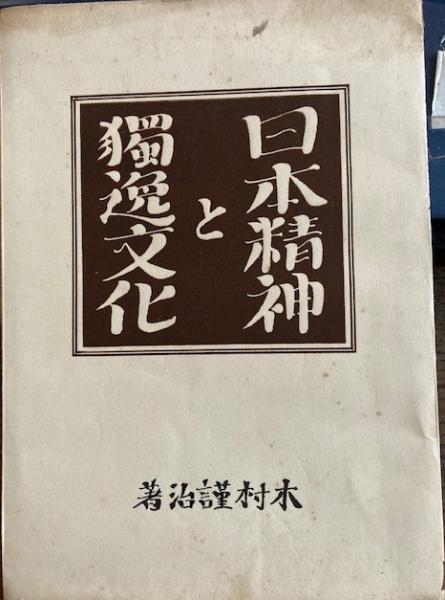 日本精神
と
獨逸文化
木村謹治著